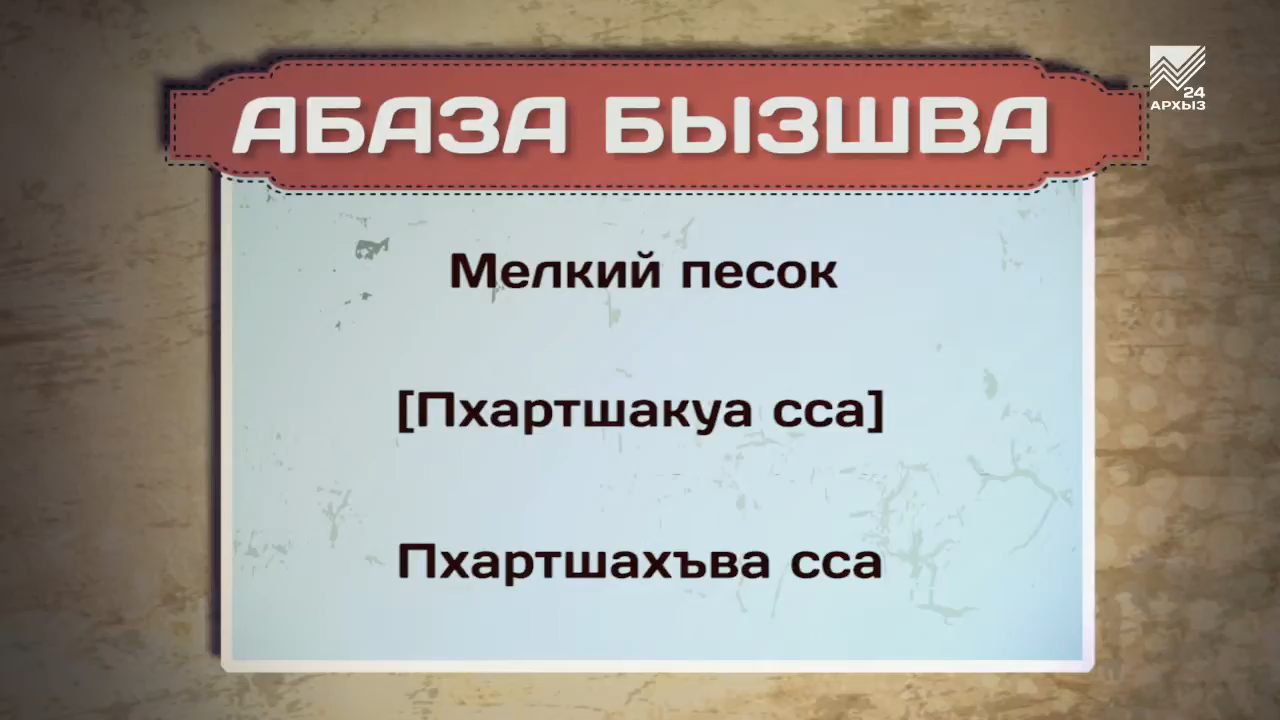 АБАЗА БЫЗШВА
24
АРХЫЗ
Мелкий песок
[Пхартшакуа сса]
Пхартшахъва сса